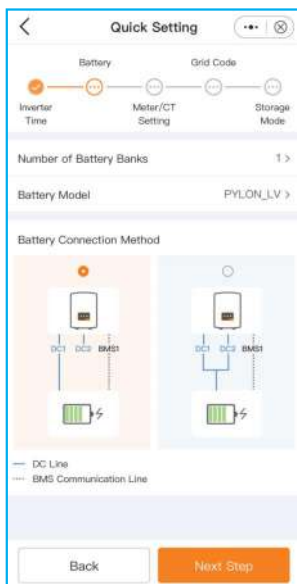 Quick Setting
Battery Grid Code
Inverter Time Meter/CT Setting Storage Mode
Number of Battery Banks 1 >
Battery Model PYLON_LV >
Battery Connection Method
DC1 DC2 BMS1 DC1 DC2 BMS1
DC Line
BMS Communication Line
Back Next Step